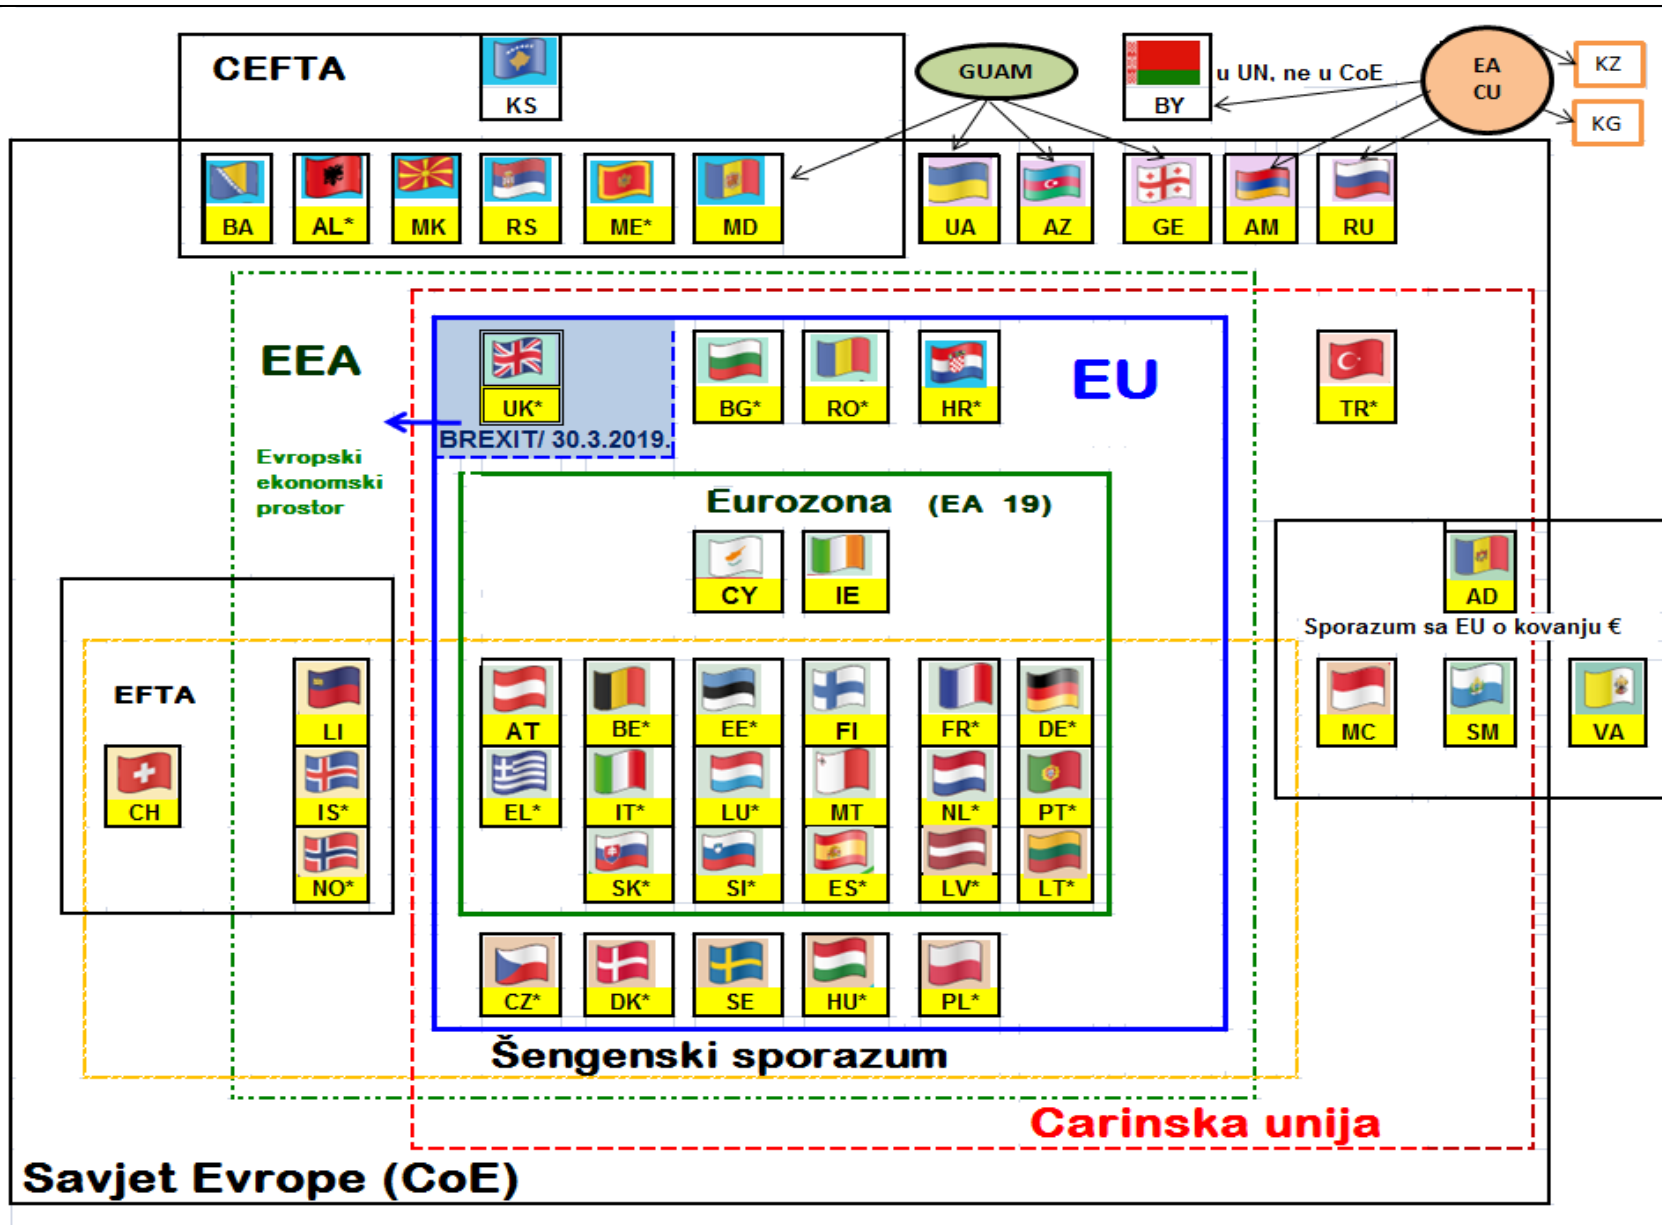 CEFTA
KS
GUAM
BY
u UN, ne u CoE
EA
CU
KZ
KG
BA
AL*
MK
RS
ME*
MD
UA
AZ
GE
AM
RU
EEA
UK*
BREXIT/ 30.3.2019.
BG*
RO*
HR*
EU
TR*
Evropski
ekonomski
prostor
Eurozona (EA 19)
CY
IE
AD
Sporazum sa EU o kovanju €
EFTA
LI
AT
BE*
EE*
FI
FR*
DE*
MC
SM
VA
CH
IS*
EL*
IT*
LU*
MT
NL*
PT*
NO*
SK*
SI*
ES*
LV*
LT*
CZ*
DK*
SE
HU*
PL*
Šengenski sporazum
Carinska unija
Savjet Evrope (CoE)